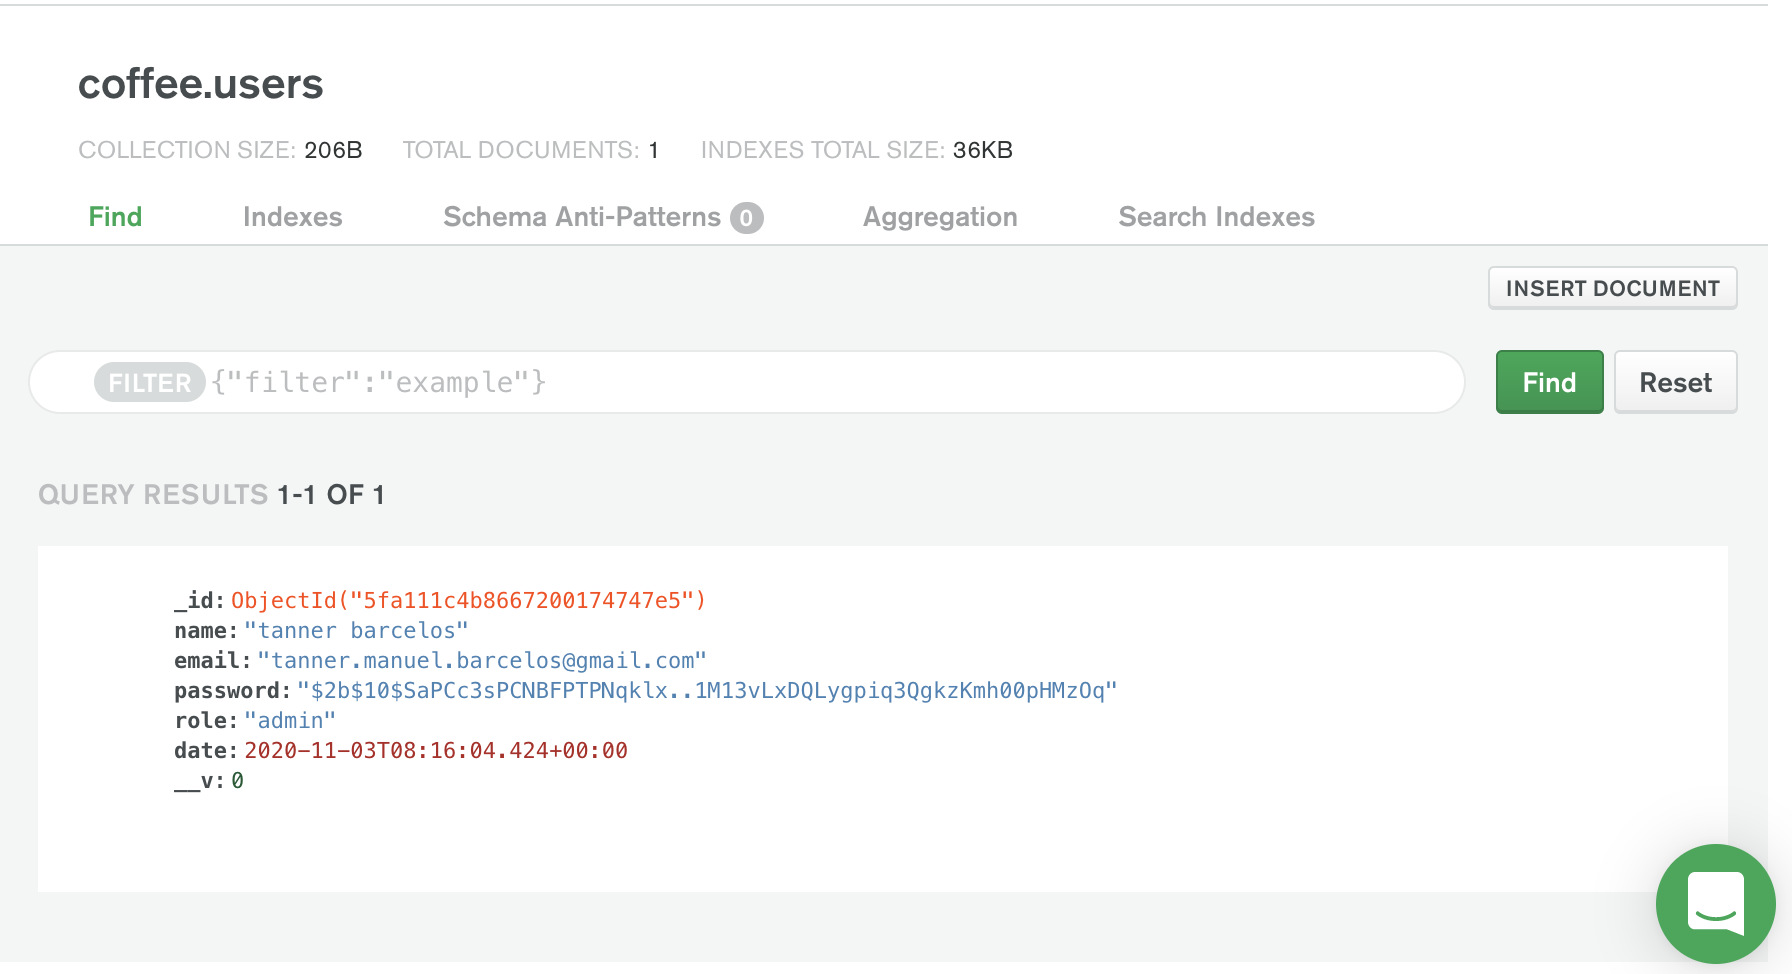 coffee.users
COLLECTION SIZE: 206B TOTAL DOCUMENTS: 1 INDEXES TOTAL SIZE: 36KB
Find Indexes Schema Anti-Patterns 0 Aggregation Search Indexes
INSERT DOCUMENT
FILTER {"filter":"example"} Find Reset
QUERY RESULTS 1-1 OF 1
_id: ObjectId("5fa111c4b8667200174747e5")
name: "tanner barcelos"
email: "tanner.manuel.barcelos@gmail.com"
password: "$2b$10$SaPCc3sPCNBFPTPNqklx..1M13vLxDQLygpiq3QgkzKmh00pHMzOq"
role: "admin"
date: 2020-11-03T08:16:04.424+00:00
__v: 0